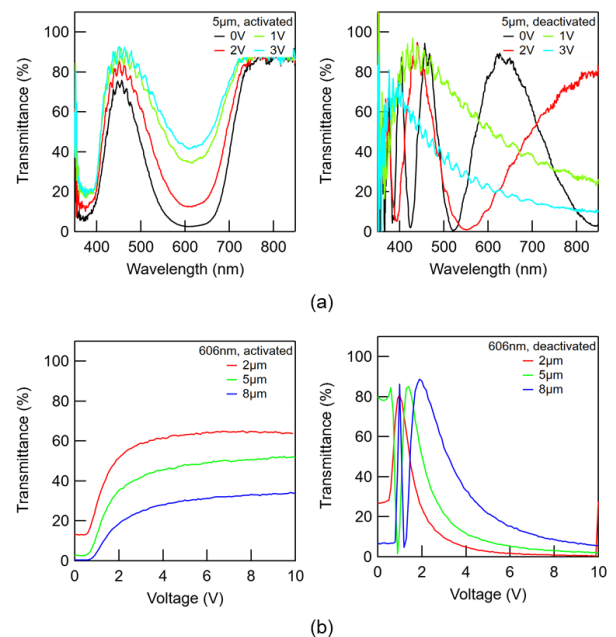 5μm, activated
0V 1V
2V 3V
Transmittance (%)
100
80
60
40
20
0
400 500 600 700 800
Wavelength (nm)
5μm, deactivated
0V 1V
2V 3V
Transmittance (%)
100
80
60
40
20
0
400 500 600 700 800
Wavelength (nm)
(a)
606nm, activated
2μm
5μm
8μm
Transmittance (%)
100
80
60
40
20
0
0 2 4 6 8 10
Voltage (V)
606nm, deactivated
2μm
5μm
8μm
Transmittance (%)
100
80
60
40
20
0
0 2 4 6 8 10
Voltage (V)
(b)